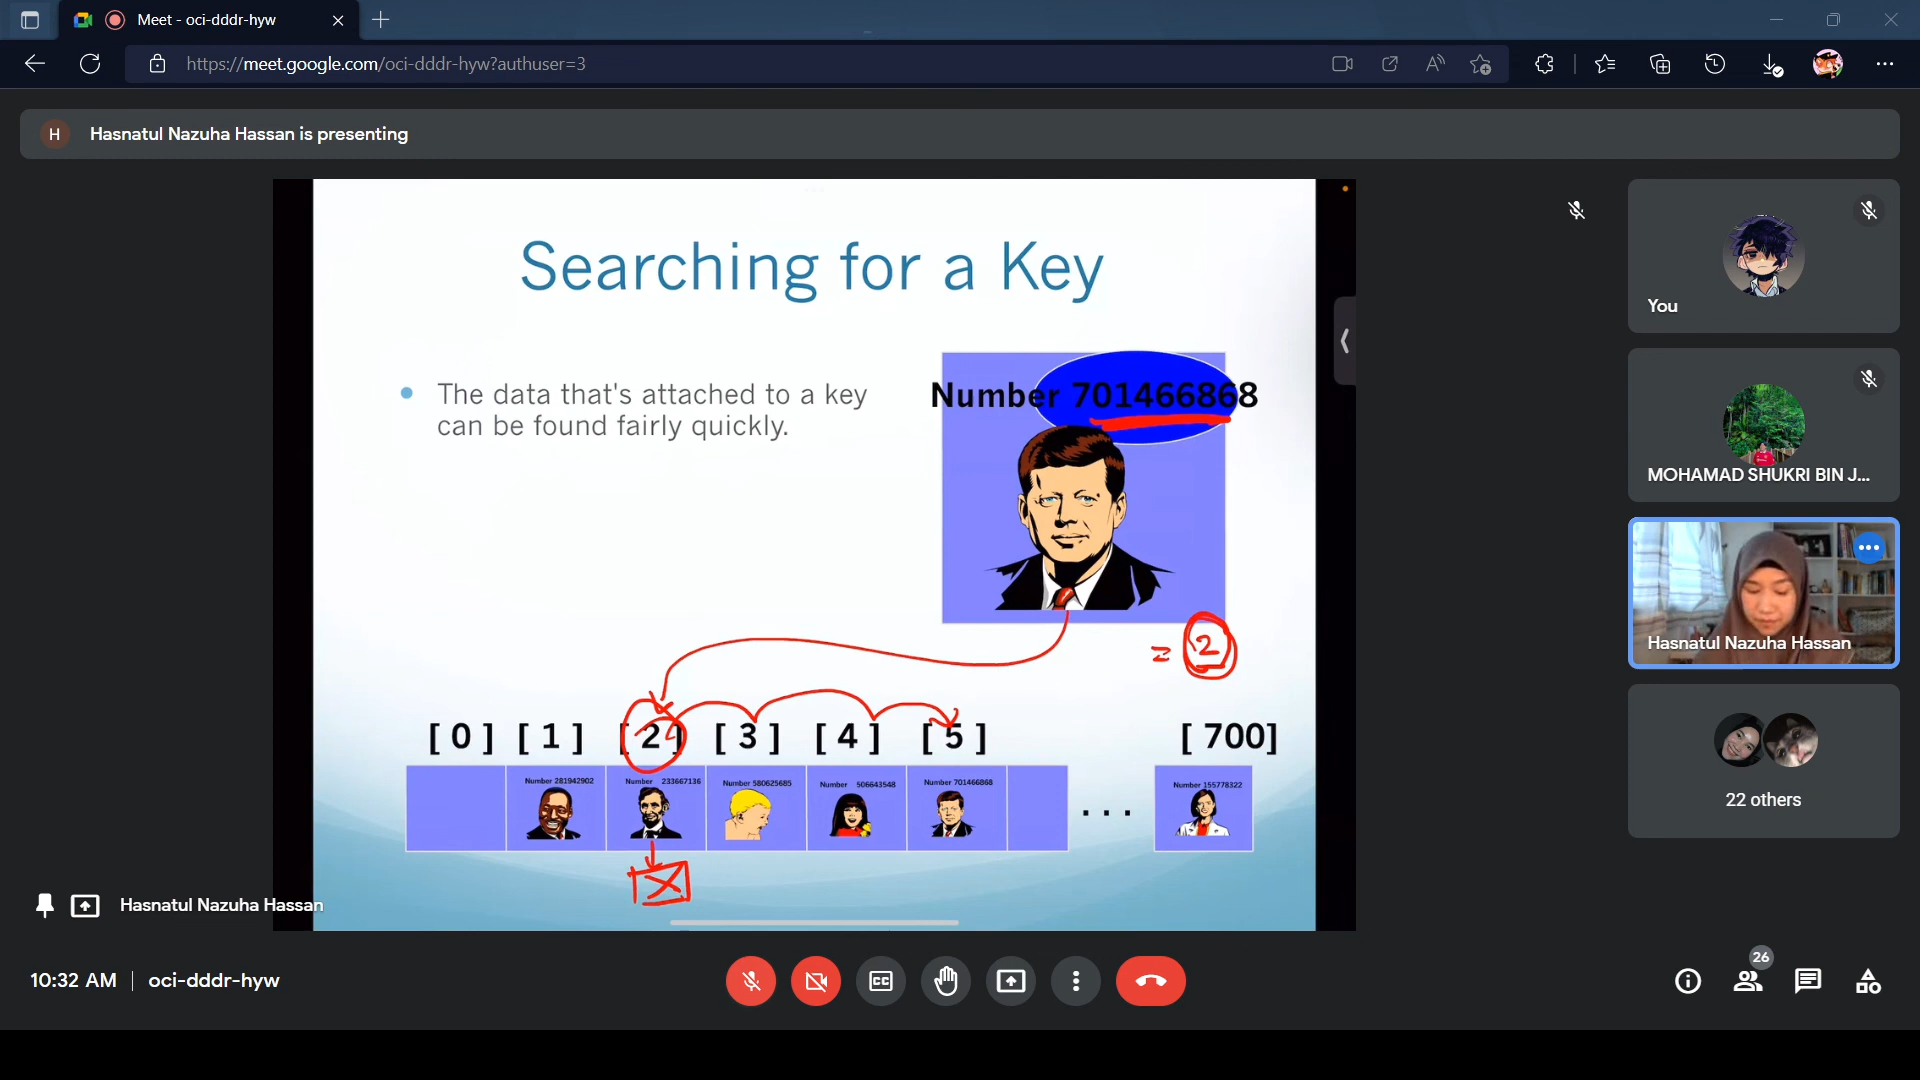 Meet - oci-dddr-hyw
https://meet.google.com/oci-dddr-hyw?authuser=3
H
Hasnatul Nazuha Hassan is presenting
Searching for a Key
The data that's attached to a key
can be found fairly quickly.
Number 701466868
= 2
[ 0 ] [ 1 ] [ 2 ] [ 3 ] [ 4 ] [ 5 ] [ 700]
Number 281942902
Number 233667136
Number 580625685
Number 506643548
Number 701466868
. . .
Number 155778322
You
MOHAMAD SHUKRI BIN J...
Hasnatul Nazuha Hassan
22 others
Hasnatul Nazuha Hassan
10:32 AM | oci-dddr-hyw
CC
26